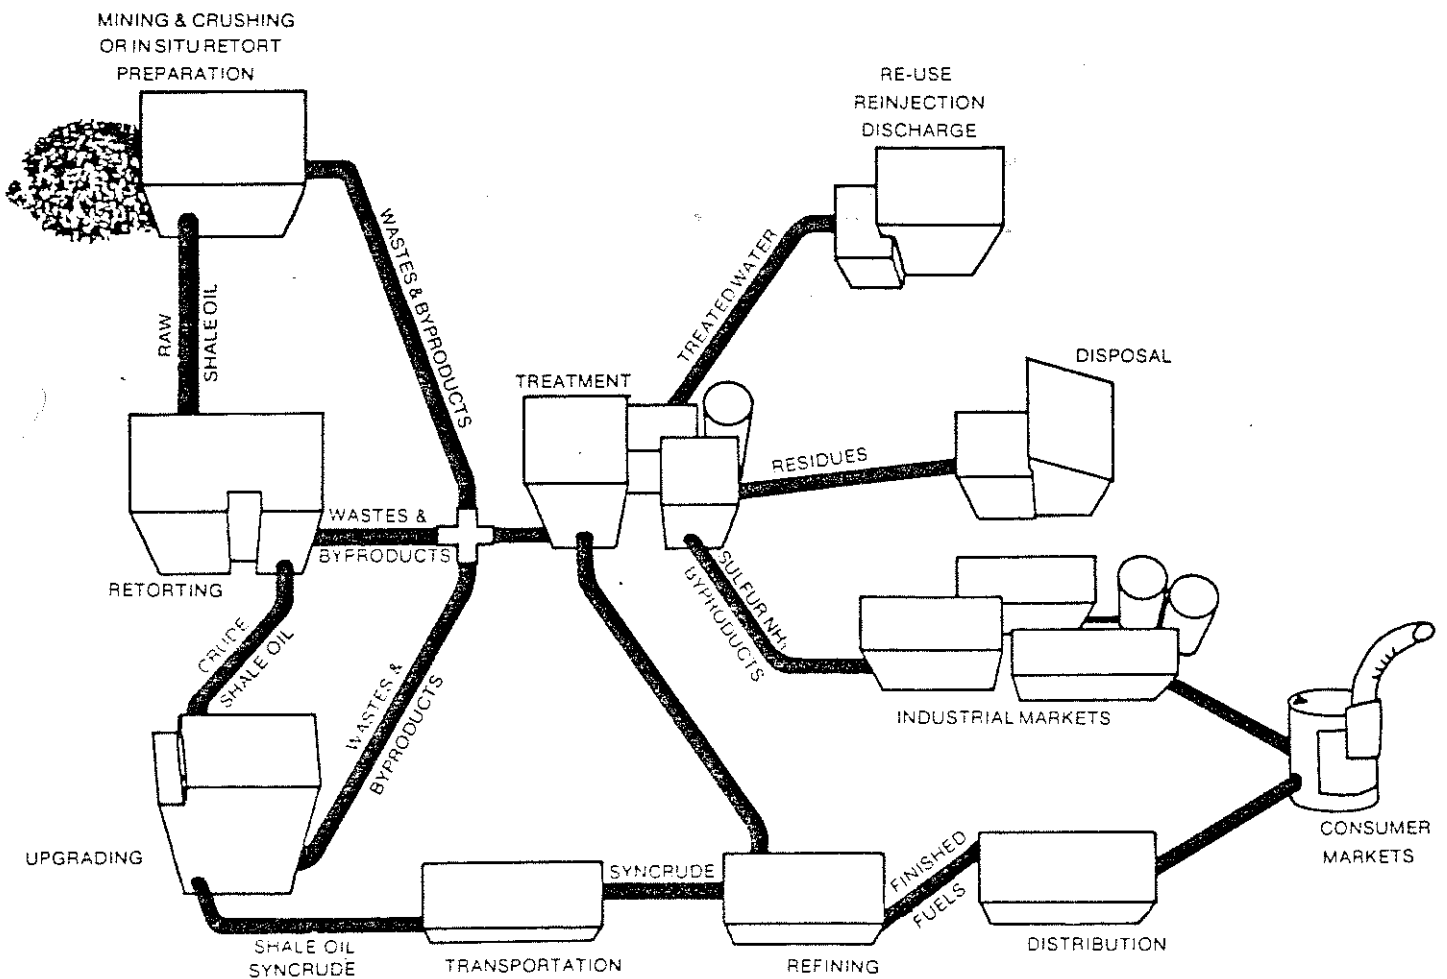 MINING & CRUSHING
OR IN SITU RETORT
PREPARATION
RE-USE
REINJECTION
DISCHARGE
WASTES & BYPRODUCTS
TREATED WATER
RAW
SHALE OIL
DISPOSAL
TREATMENT
RESIDUES
WASTES &
BYPRODUCTS
RETORTING
SULFUR NH₃
BYPRODUCTS
CRUDE
SHALE OIL
WASTES &
BYPRODUCTS
INDUSTRIAL MARKETS
CONSUMER
MARKETS
UPGRADING
SYNCRUDE
FINISHED
FUELS
SHALE OIL
SYNCRUDE
TRANSPORTATION
REFINING
DISTRIBUTION